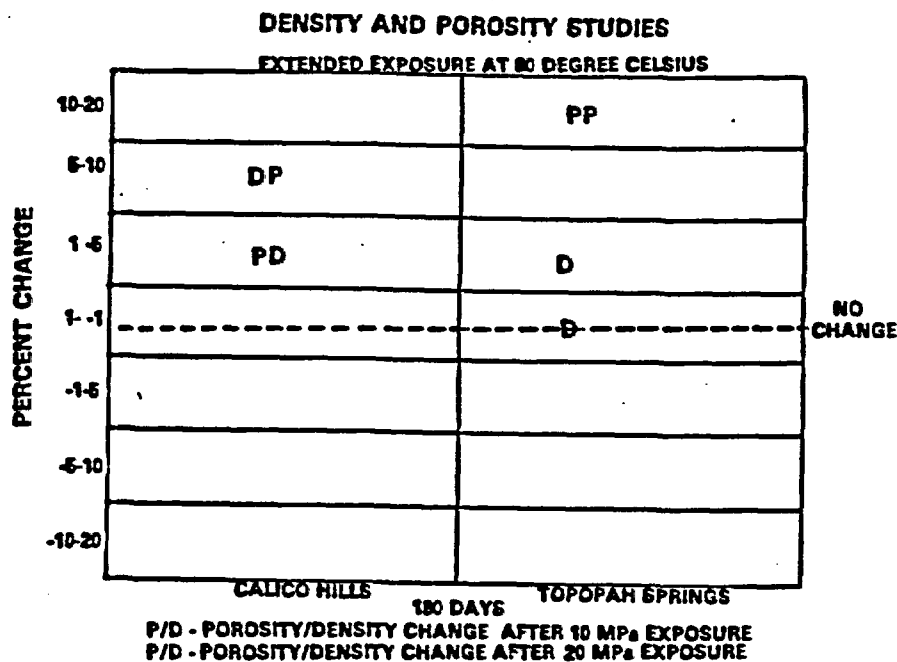 DENSITY AND POROSITY STUDIES
EXTENDED EXPOSURE AT 80 DEGREE CELSIUS
PERCENT CHANGE
10-20
PP
5-10
DP
1-5
PD
D
1--1
D
NO
CHANGE
-1-5
-5-10
-10-20
CALICO HILLS
TOPOPAH SPRINGS
180 DAYS
P/D - POROSITY/DENSITY CHANGE AFTER 10 MPa EXPOSURE
P/D - POROSITY/DENSITY CHANGE AFTER 20 MPa EXPOSURE